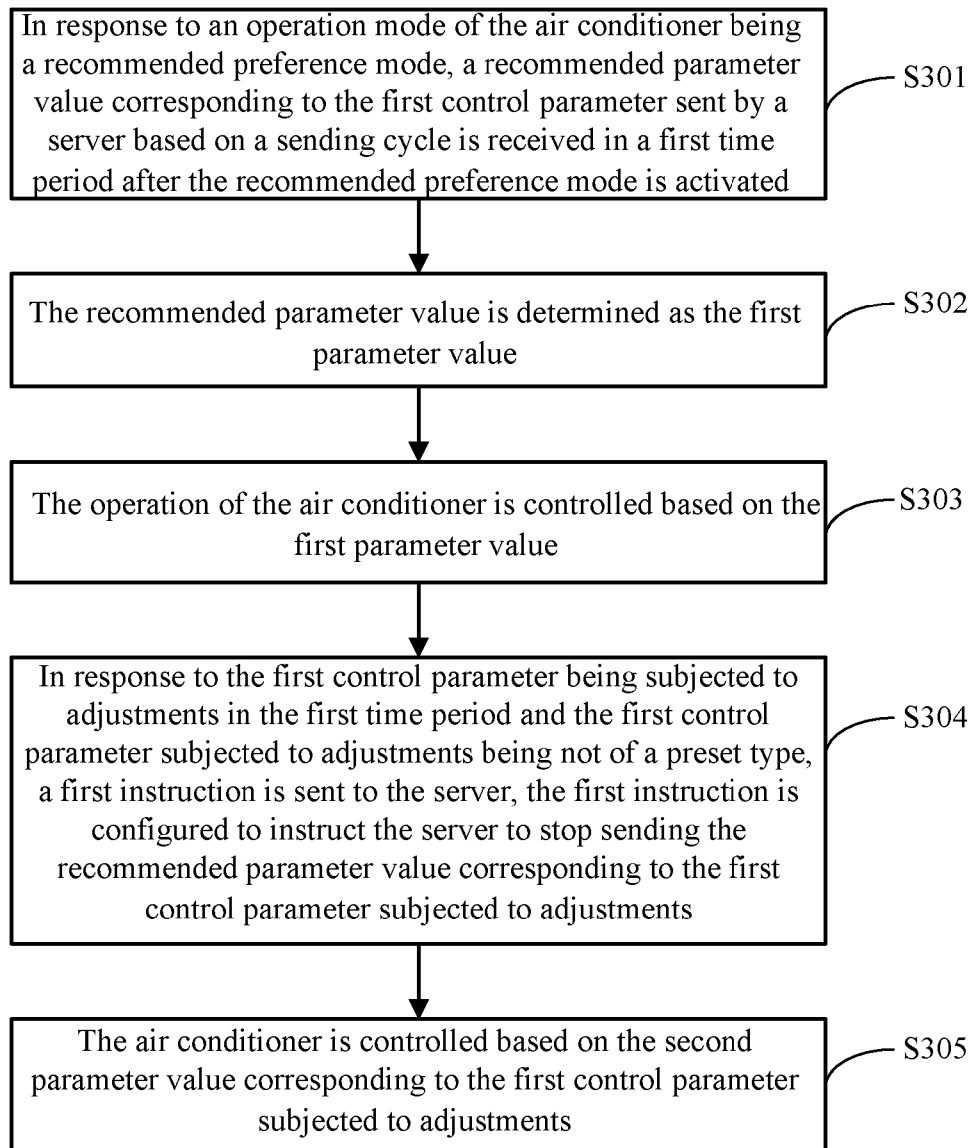 In response to an operation mode of the air conditioner being
a recommended preference mode, a recommended parameter
value corresponding to the first control parameter sent by a
server based on a sending cycle is received in a first time
period after the recommended preference mode is activated
S301
The recommended parameter value is determined as the first
parameter value
S302
The operation of the air conditioner is controlled based on the
first parameter value
S303
In response to the first control parameter being subjected to
adjustments in the first time period and the first control
parameter subjected to adjustments being not of a preset type,
a first instruction is sent to the server, the first instruction is
configured to instruct the server to stop sending the
recommended parameter value corresponding to the first
control parameter subjected to adjustments
S304
The air conditioner is controlled based on the second
parameter value corresponding to the first control parameter
subjected to adjustments
S305